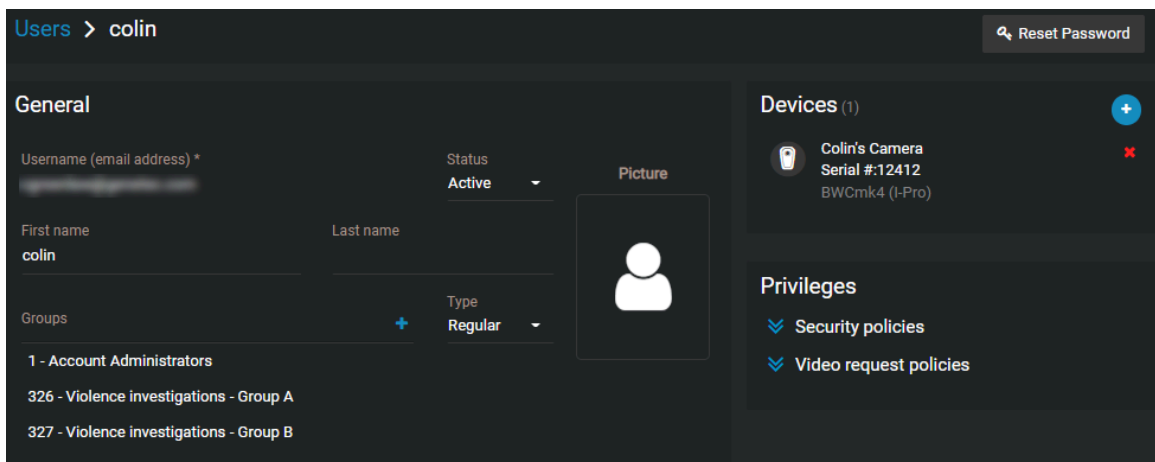 Users > colin
Reset Password
General
Username (email address) *
Status
Active
Picture
First name
colin
Last name
Groups
Type
Regular
1 - Account Administrators
326 - Violence investigations - Group A
327 - Violence investigations - Group B
Devices (1)
Colin's Camera
Serial #:12412
BWCmk4 (I-Pro)
Privileges
Security policies
Video request policies